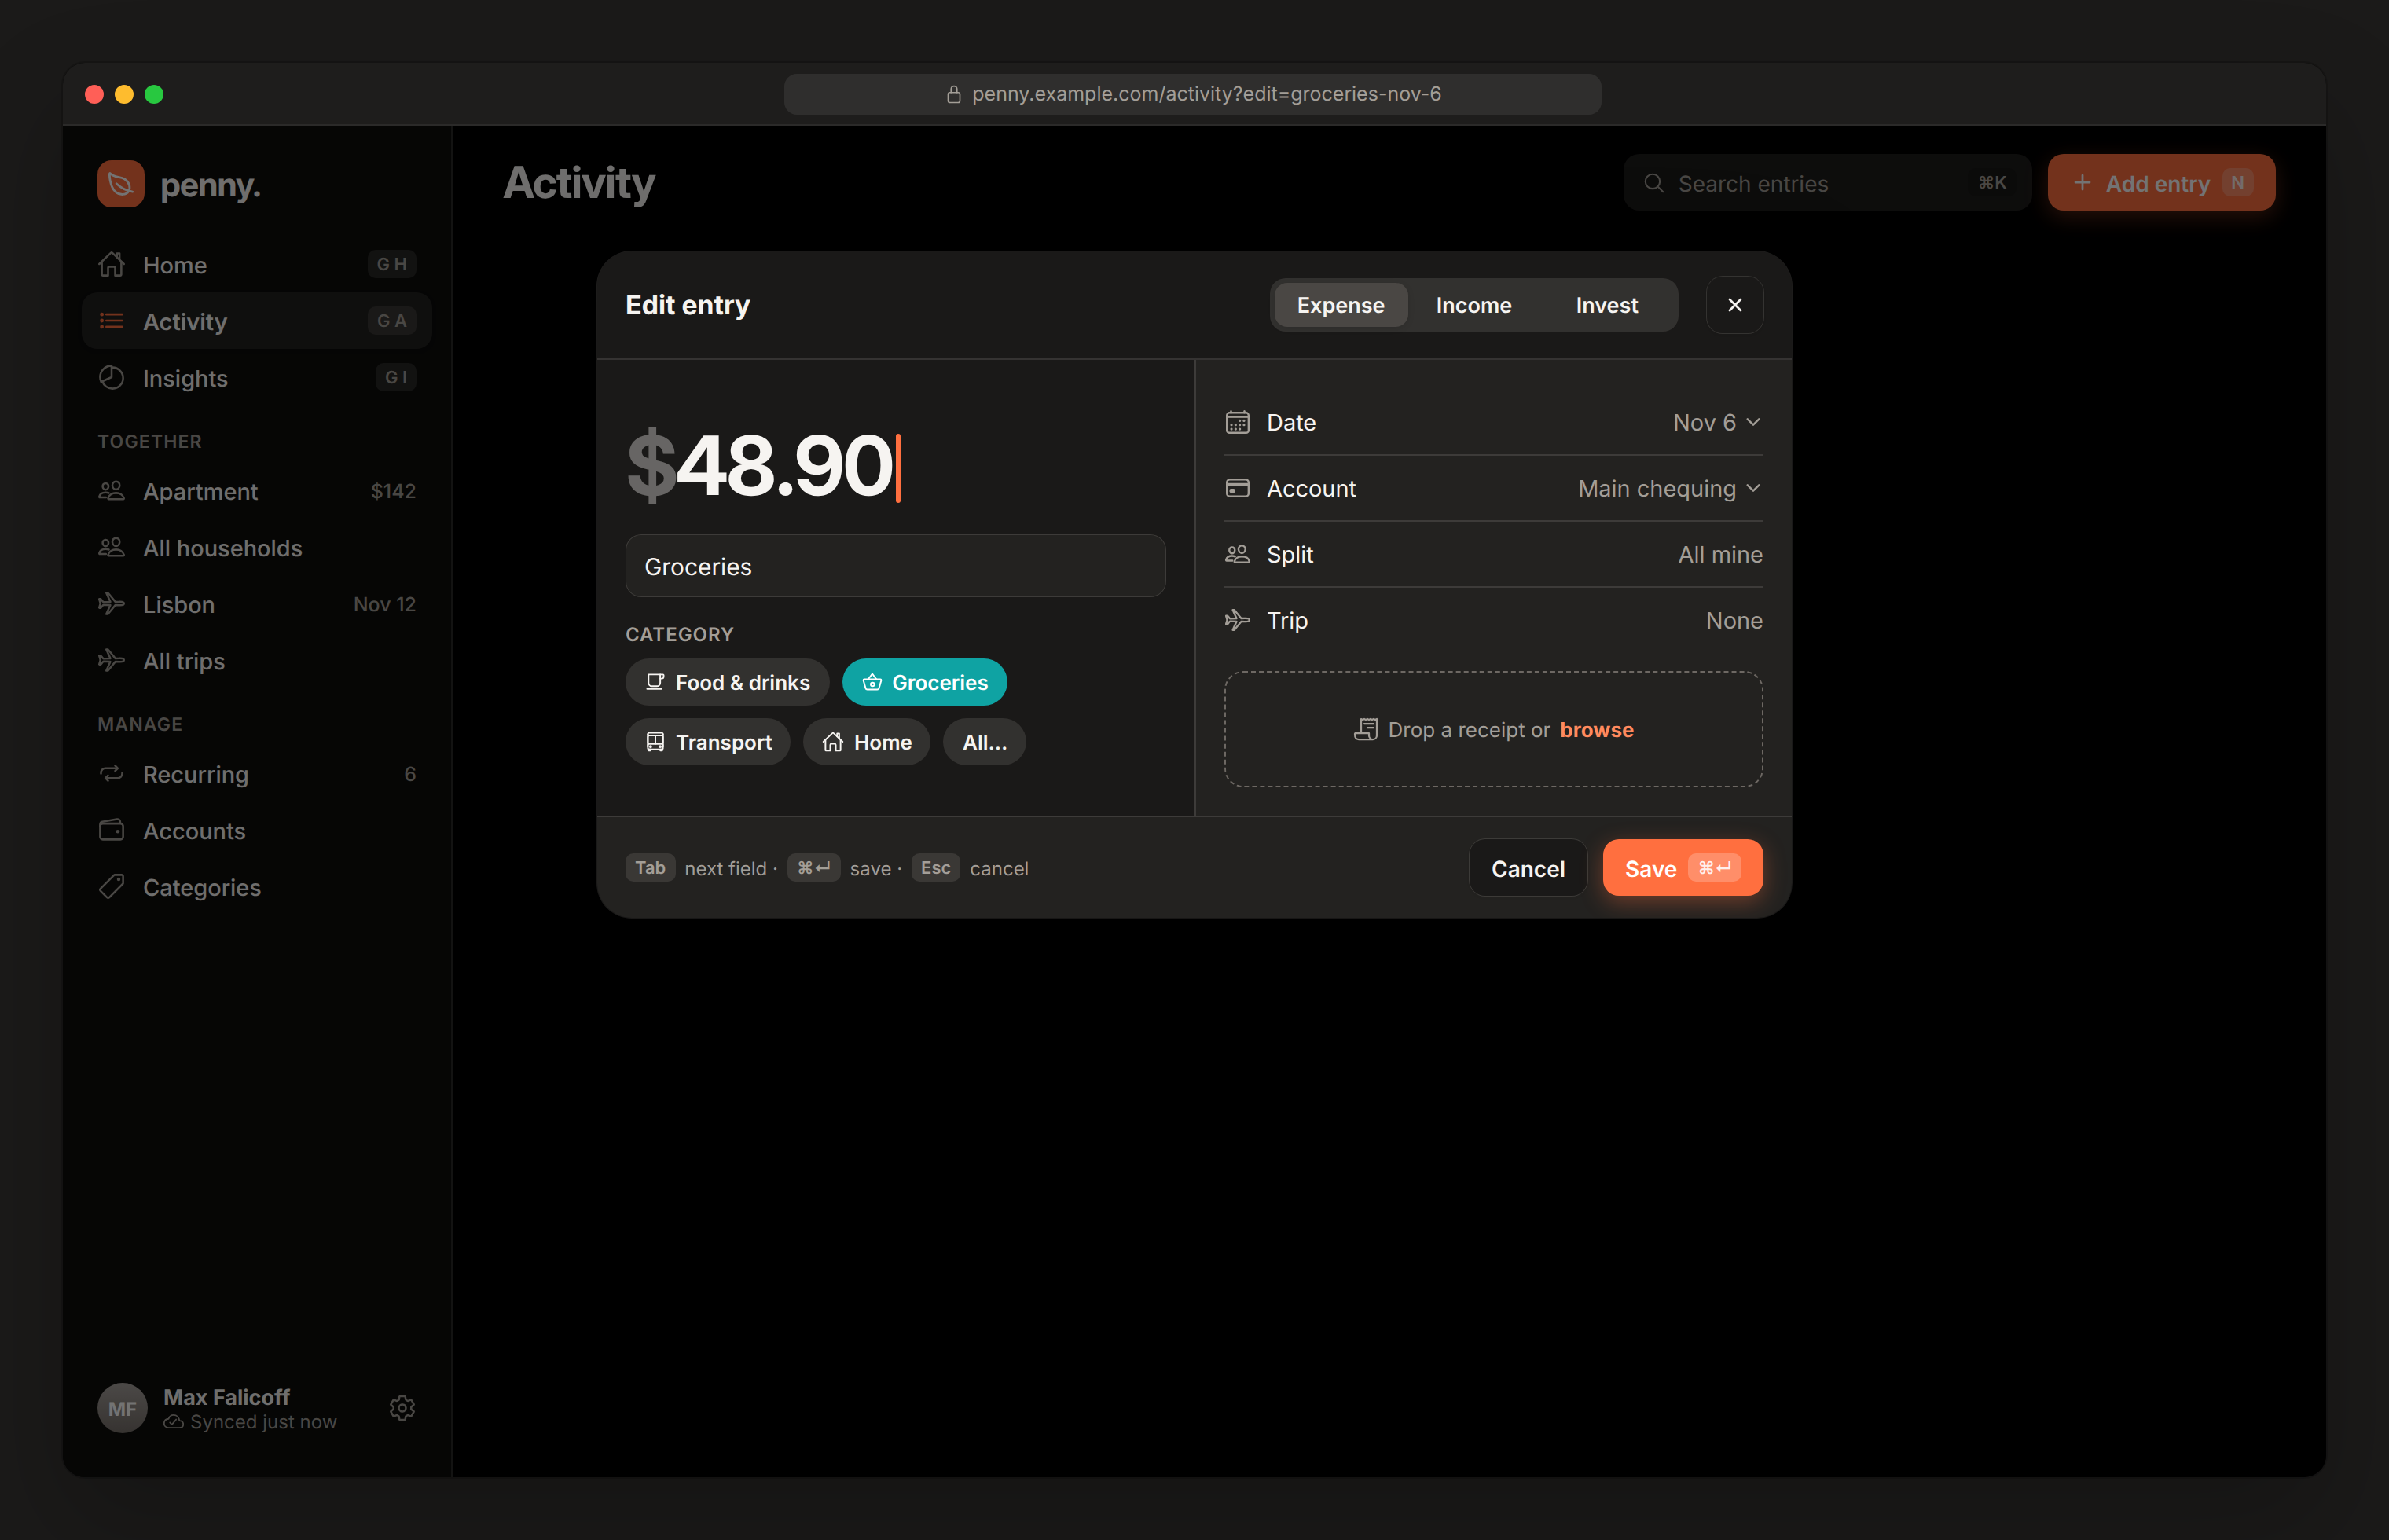 penny.example.com/activity?edit=groceries-nov-6
penny.
Home G H
Activity G A
Insights G I
TOGETHER
Apartment $142
All households
Lisbon Nov 12
All trips
MANAGE
Recurring 6
Accounts
Categories
MF
Max Falicoff
Synced just now
Activity
Search entries ⌘K
+ Add entry N
Edit entry
Expense Income Invest
$48.90
Groceries
CATEGORY
Food & drinks Groceries
Transport Home All...
Date Nov 6
Account Main chequing
Split All mine
Trip None
Drop a receipt or browse
Tab next field · ⌘↵ save · Esc cancel
Cancel Save ⌘↵